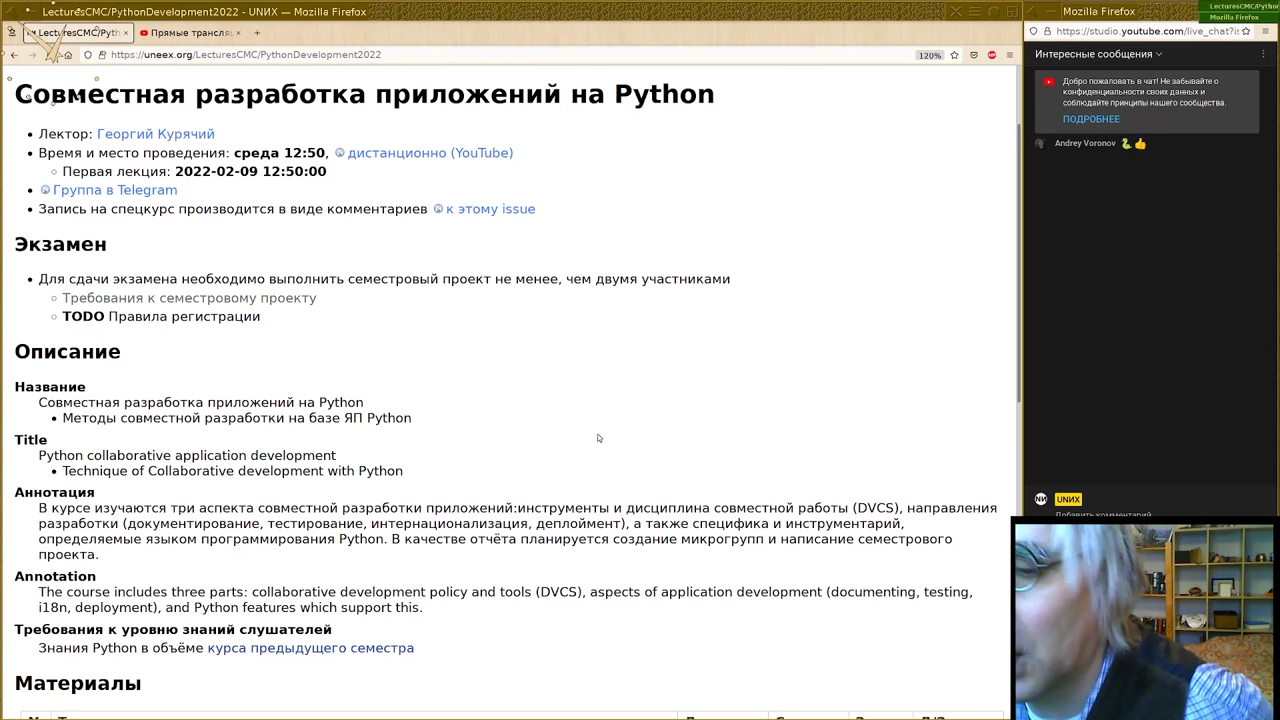 LecturesCMC/PythonDevelopment2022 - UNИX — Mozilla Firefox
LecturesCMC/Pyth
Прямые трансля
https://uneex.org/LecturesCMC/PythonDevelopment2022
120%
Совместная разработка приложений на Python
Лектор: Георгий Курячий
Время и место проведения: среда 12:50, дистанционно (YouTube)
Первая лекция: 2022-02-09 12:50:00
Группа в Telegram
Запись на спецкурс производится в виде комментариев к этому issue
Экзамен
Для сдачи экзамена необходимо выполнить семестровый проект не менее, чем двумя участниками
Требования к семестровому проекту
TODO Правила регистрации
Описание
Название
Совместная разработка приложений на Python
Методы совместной разработки на базе ЯП Python
Title
Python collaborative application development
Technique of Collaborative development with Python
Аннотация
В курсе изучаются три аспекта совместной разработки приложений:инструменты и дисциплина совместной работы (DVCS), направления
разработки (документирование, тестирование, интернационализация, деплоймент), а также специфика и инструментарий,
определяемые языком программирования Python. В качестве отчёта планируется создание микрогрупп и написание семестрового
проекта.
Annotation
The course includes three parts: collaborative development policy and tools (DVCS), aspects of application development (documenting, testing,
i18n, deployment), and Python features which support this.
Требования к уровню знаний слушателей
Знания Python в объёме курса предыдущего семестра
Материалы
Mozilla Firefox
LecturesCMC/Pytho
Mozilla Firefox
https://studio.youtube.com/live_chat?i
Интересные сообщения
Добро пожаловать в чат! Не забывайте о
конфиденциальности своих данных и
соблюдайте принципы нашего сообщества.
ПОДРОБНЕЕ
Andrey Voronov 🐍👍
UNИX
Добавить комментарий